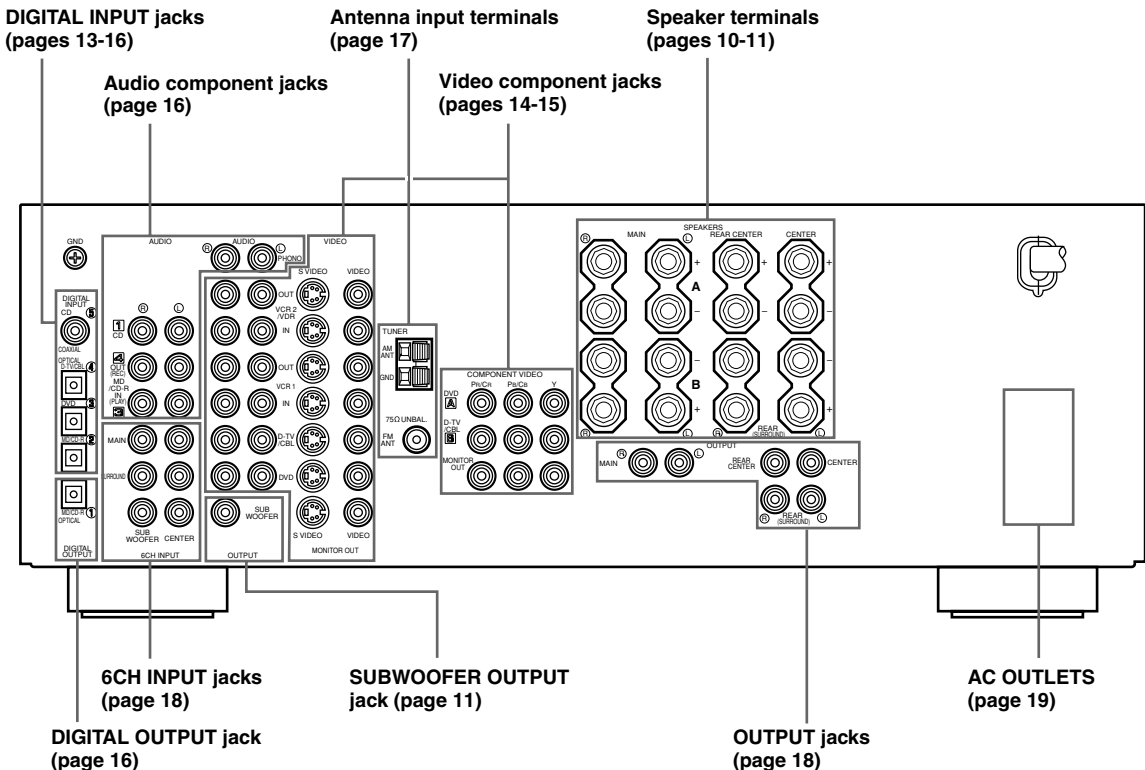 DIGITAL INPUT jacks
(pages 13-16)
Antenna input terminals
(page 17)
Speaker terminals
(pages 10-11)
Audio component jacks
(page 16)
Video component jacks
(pages 14-15)
GND
AUDIO
R AUDIO L
PHONO
VIDEO
S VIDEO VIDEO
DIGITAL
INPUT
CD 5
COAXIAL
OPTICAL
D-TV/CBL 4
DVD 3
MD/CD-R 2
MD/CD-R 1
OPTICAL
DIGITAL
OUTPUT
R L
1
CD
4
OUT
(REC)
MD
/CD-R
IN
(PLAY)
3
MAIN
SURROUND
SUB
WOOFER
CENTER
6CH INPUT
OUT
VCR 2
/VDR
IN
OUT
VCR 1
IN
D-TV
/CBL
DVD
SUB
WOOFER
OUTPUT
S VIDEO VIDEO
MONITOR OUT
TUNER
AM
ANT
GND
75Ω UNBAL.
FM
ANT
COMPONENT VIDEO
PR/CR PB/CB Y
DVD
A
D-TV
/CBL
B
MONITOR
OUT
SPEAKERS
R MAIN L REAR CENTER CENTER
+ + +
A
– – –
– –
B
+ +
R L R REAR L
(SURROUND)
OUTPUT
MAIN R L
REAR
CENTER
CENTER
R REAR L
(SURROUND)
6CH INPUT jacks
(page 18)
SUBWOOFER OUTPUT
jack (page 11)
AC OUTLETS
(page 19)
DIGITAL OUTPUT jack
(page 16)
OUTPUT jacks
(page 18)